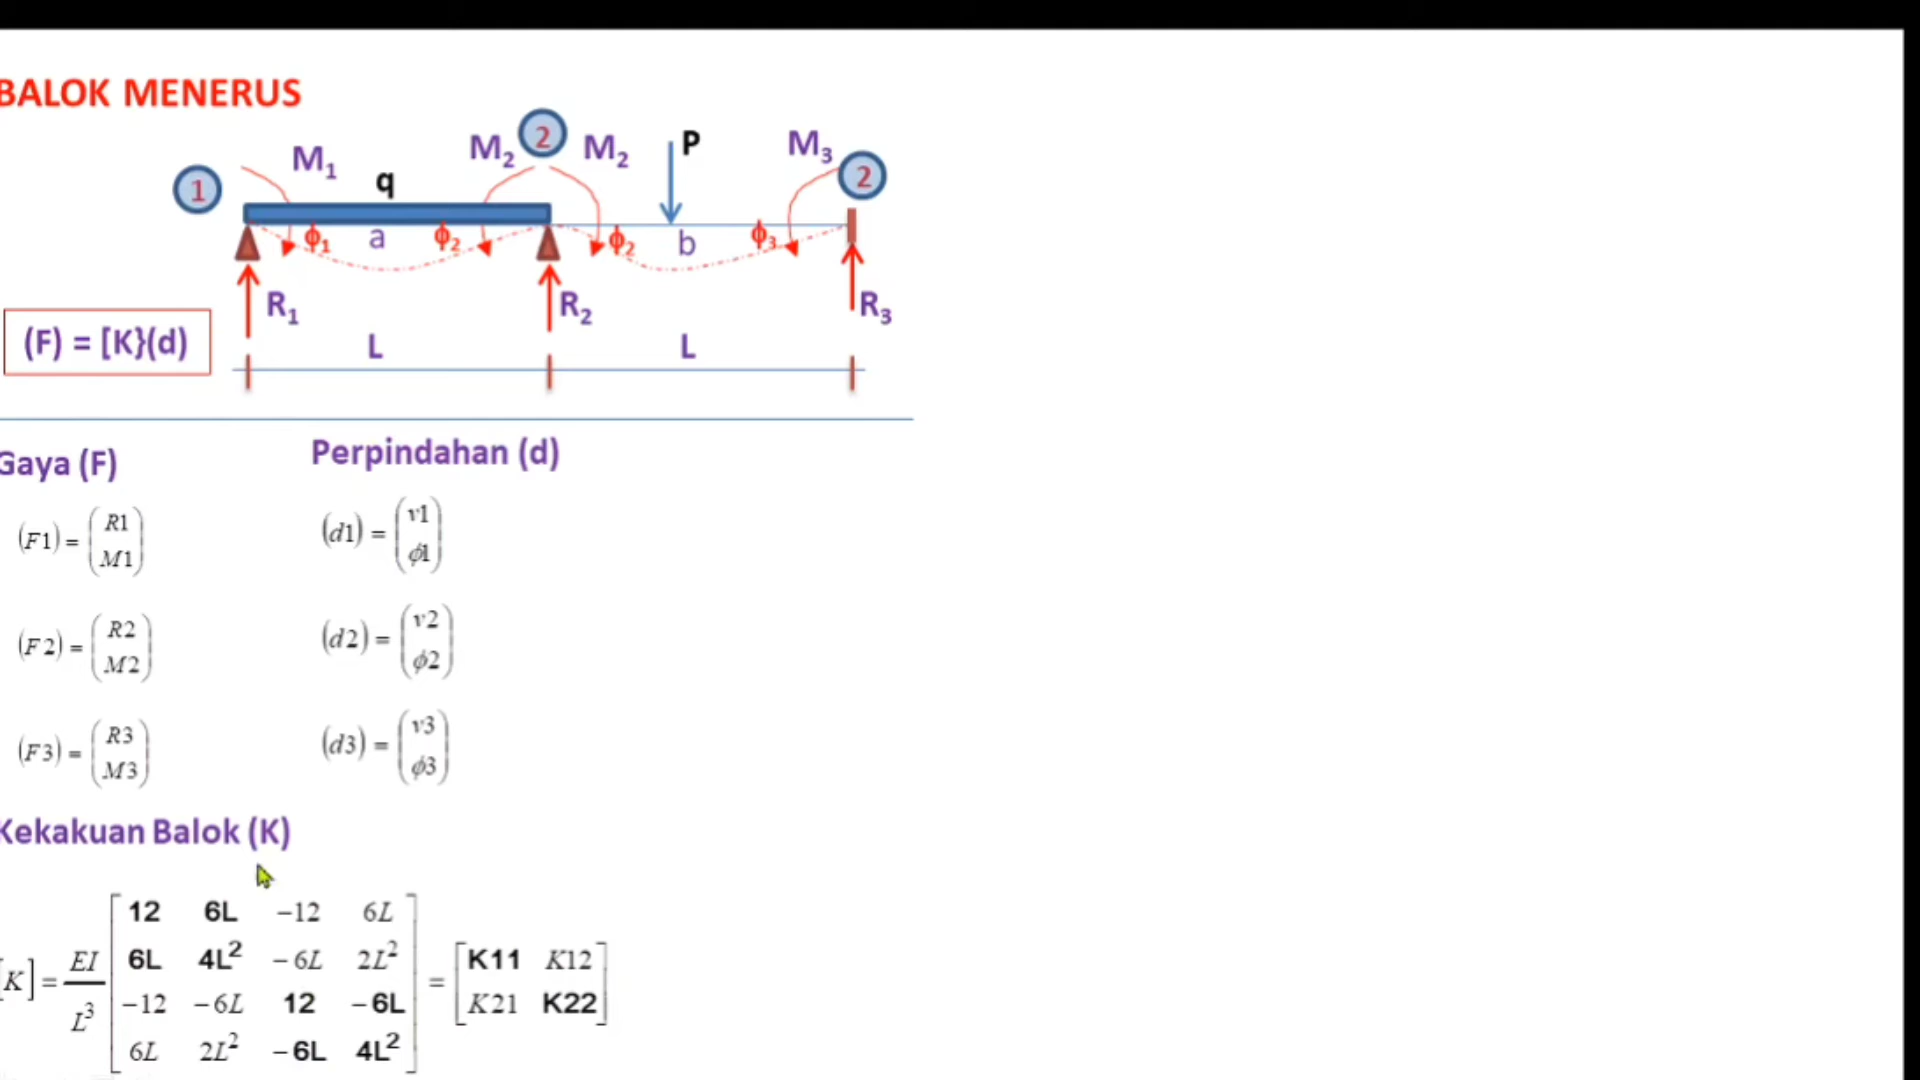 BALOK MENERUS
M1 M2 2 M2 P M3
1 q 2
ϕ1 a ϕ2 ϕ2 b ϕ3
R1 R2 R3
(F) = [K}(d) L L
Gaya (F) Perpindahan (d)
(F1) = (R1 M1) (d1) = (v1 ϕ1)
(F2) = (R2 M2) (d2) = (v2 ϕ2)
(F3) = (R3 M3) (d3) = (v3 ϕ3)
Kekakuan Balok (K)
12 6L −12 6L
[K] = EI/L³ 6L 4L² −6L 2L² = K11 K12
−12 −6L 12 −6L K21 K22
6L 2L² −6L 4L²